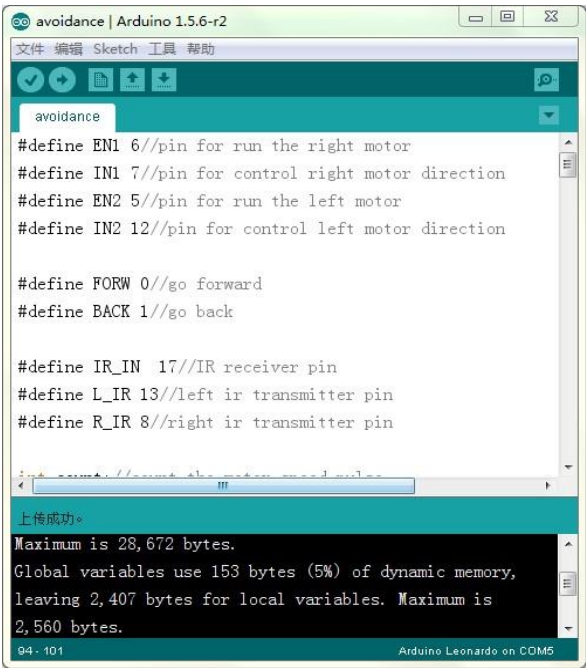 avoidance | Arduino 1.5.6-r2
文件 编辑 Sketch 工具 帮助
avoidance
#define EN1 6//pin for run the right motor
#define IN1 7//pin for control right motor direction
#define EN2 5//pin for run the left motor
#define IN2 12//pin for control left motor direction
#define FORW 0//go forward
#define BACK 1//go back
#define IR_IN  17//IR receiver pin
#define L_IR 13//left ir transmitter pin
#define R_IR 8//right ir transmitter pin
上传成功。
Maximum is 28,672 bytes.
Global variables use 153 bytes (5%) of dynamic memory,
leaving 2,407 bytes for local variables. Maximum is
2,560 bytes.
94 - 101 Arduino Leonardo on COM5